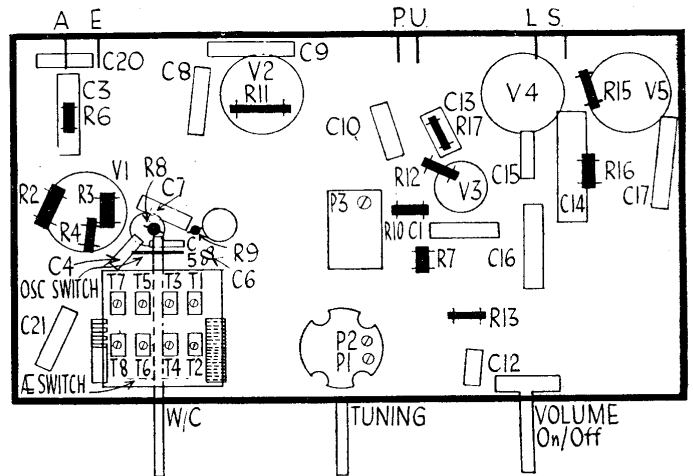 A E
P.U.
L S.
C20
C9
C3
R6
C8
V2
R11
C10
C13
R17
V4
R15
V5
V1
R8
C7
R2
R3
R4
R12
V3
C15
R16
C14
C17
P3
R10
C1
C
5
R9
C4
C6
R7
C16
OSC SWITCH
T7 T5 T3 T1
C21
T8 T6 T4 T2
Æ SWITCH
P2
P1
R13
C12
W/C
TUNING
VOLUME
On/Off